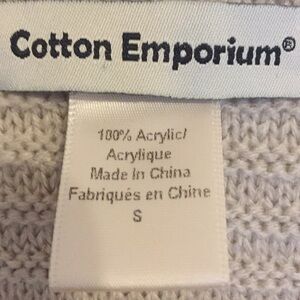 Cotton Emporium®
100% Acrylic/
Acrylique
Made In China
Fabriqués en Chine
S